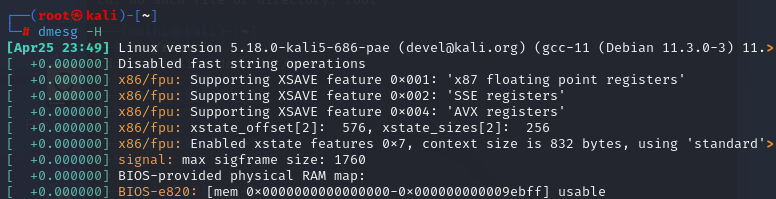 ┌──(root㉿kali)-[~]
└─# dmesg -H
[Apr25 23:49] Linux version 5.18.0-kali5-686-pae (devel@kali.org) (gcc-11 (Debian 11.3.0-3) 11.>
[  +0.000000] Disabled fast string operations
[  +0.000000] x86/fpu: Supporting XSAVE feature 0x001: 'x87 floating point registers'
[  +0.000000] x86/fpu: Supporting XSAVE feature 0x002: 'SSE registers'
[  +0.000000] x86/fpu: Supporting XSAVE feature 0x004: 'AVX registers'
[  +0.000000] x86/fpu: xstate_offset[2]:  576, xstate_sizes[2]:  256
[  +0.000000] x86/fpu: Enabled xstate features 0x7, context size is 832 bytes, using 'standard'>
[  +0.000000] signal: max sigframe size: 1760
[  +0.000000] BIOS-provided physical RAM map:
[  +0.000000] BIOS-e820: [mem 0x0000000000000000-0x000000000009ebff] usable